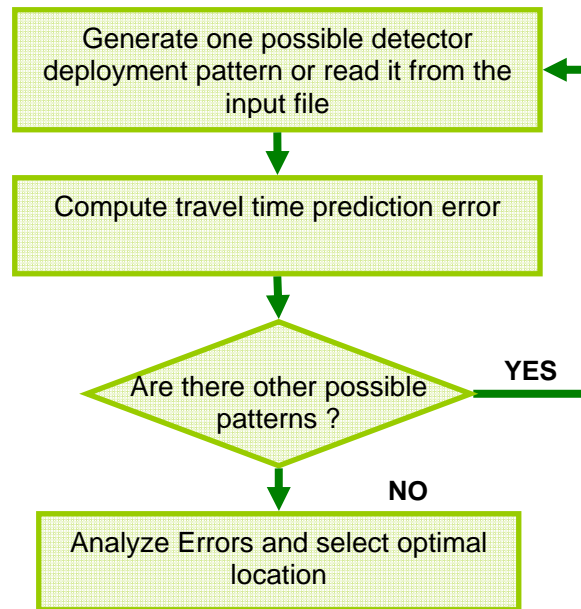 Generate one possible detector
deployment pattern or read it from the
input file
Compute travel time prediction error
Are there other possible
patterns ?
YES
NO
Analyze Errors and select optimal
location